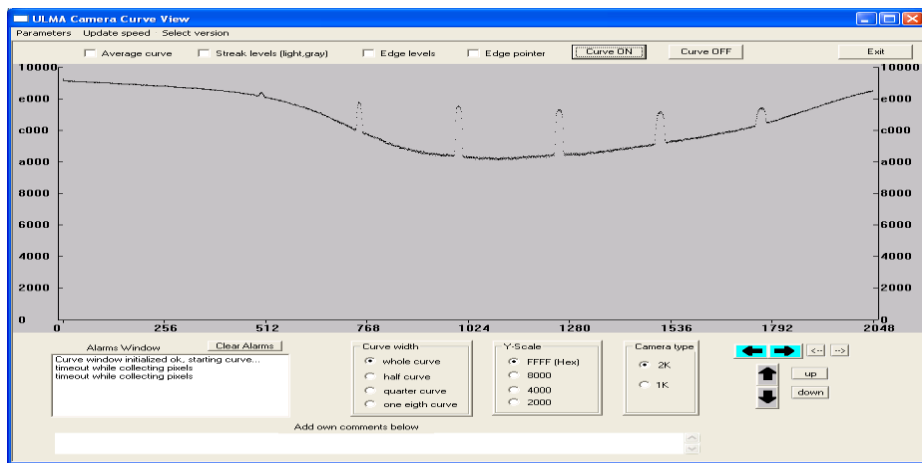 ULMA Camera Curve View
Parameters Update speed Select version
Average curve Streak levels (light,gray) Edge levels Edge pointer Curve ON Curve OFF Exit
10000 10000
e000 e000
c000 c000
a000 a000
8000 8000
6000 6000
4000 4000
2000 2000
0 0
0 256 512 768 1024 1280 1536 1792 2048
Alarms Window Clear Alarms
Curve window initialized ok, starting curve...
timeout while collecting pixels
timeout while collecting pixels
Curve width
whole curve
half curve
quarter curve
one eigth curve
Y-Scale
FFFF (Hex)
8000
4000
2000
Camera type
2K
1K
<-- -->
up
down
Add own comments below